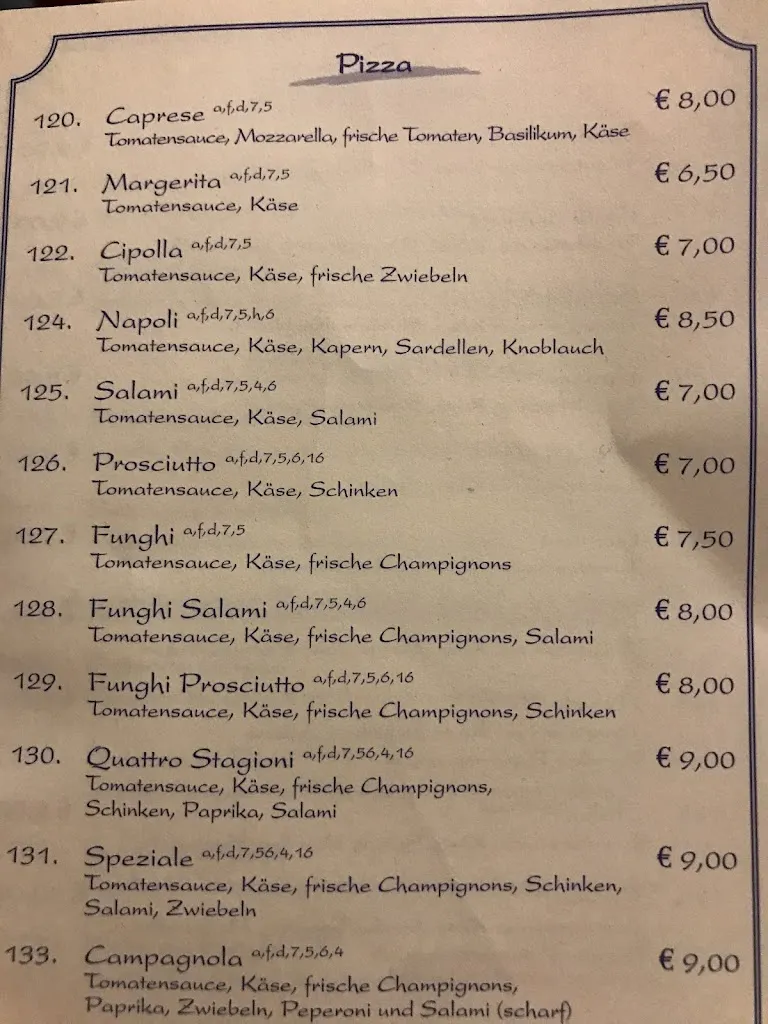 Pizza
120. Caprese a,f,d,7,5 € 8,00
Tomatensauce, Mozzarella, frische Tomaten, Basilikum, Käse
121. Margerita a,f,d,7,5 € 6,50
Tomatensauce, Käse
122. Cipolla a,f,d,7,5 € 7,00
Tomatensauce, Käse, frische Zwiebeln
124. Napoli a,f,d,7,5,h,6 € 8,50
Tomatensauce, Käse, Kapern, Sardellen, Knoblauch
125. Salami a,f,d,7,5,4,6 € 7,00
Tomatensauce, Käse, Salami
126. Prosciutto a,f,d,7,5,6,16 € 7,00
Tomatensauce, Käse, Schinken
127. Funghi a,f,d,7,5 € 7,50
Tomatensauce, Käse, frische Champignons
128. Funghi Salami a,f,d,7,5,4,6 € 8,00
Tomatensauce, Käse, frische Champignons, Salami
129. Funghi Prosciutto a,f,d,7,5,6,16 € 8,00
Tomatensauce, Käse, frische Champignons, Schinken
130. Quattro Stagioni a,f,d,7,56,4,16 € 9,00
Tomatensauce, Käse, frische Champignons,
Schinken, Paprika, Salami
131. Speziale a,f,d,7,56,4,16 € 9,00
Tomatensauce, Käse, frische Champignons, Schinken,
Salami, Zwiebeln
133. Campagnola a,f,d,7,5,6,4 € 9,00
Tomatensauce, Käse, frische Champignons,
Paprika, Zwiebeln, Peperoni und Salami (scharf)